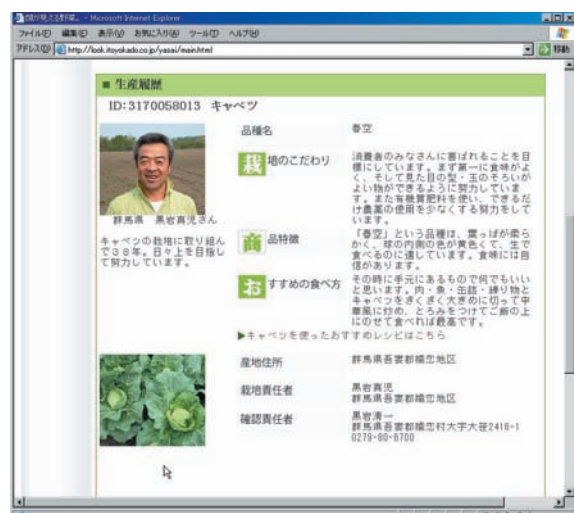 顔が見える野菜。 - Microsoft Internet Explorer
ファイル(F) 編集(E) 表示(V) お気に入り(A) ツール(T) ヘルプ(H)
アドレス(D) http://look.itoyokado.co.jp/yasai/main.html 移動
■ 生産履歴
ID:3170058013 キャベツ
品種名 春空
栽培のこだわり
消費者のみなさんに喜ばれることを目
標にしています。まず第一に食味がよ
く、そして見た目の型・玉のそろいが
よい物ができるように努力していま
す。また有機質肥料を使い、できるだ
け農薬の使用を少なくする努力をして
います。
群馬県 黒岩真児さん
キャベツの栽培に取り組ん
で38年。日々上を目指し
て努力しています。
商品特徴
「春空」という品種は、葉っぱが柔ら
かく、球の内側の色が黄色くて、生で
食べるのに適しています。食味には自
信があります。
おすすめの食べ方
その時に手元にあるもので何でもいい
と思います。肉・魚・缶詰・練り物と
キャベツをざくざく大きめに切って中
華風に炒め、とろみをつけてご飯の上
にのせて食べれば最高です。
▶キャベツを使ったおすすめレシピはこちら
産地住所 群馬県吾妻郡嬬恋地区
栽培責任者 黒岩真児
群馬県吾妻郡嬬恋地区
確認責任者 黒岩清一
群馬県吾妻郡嬬恋村大字大笹2416-1
0279-80-6700